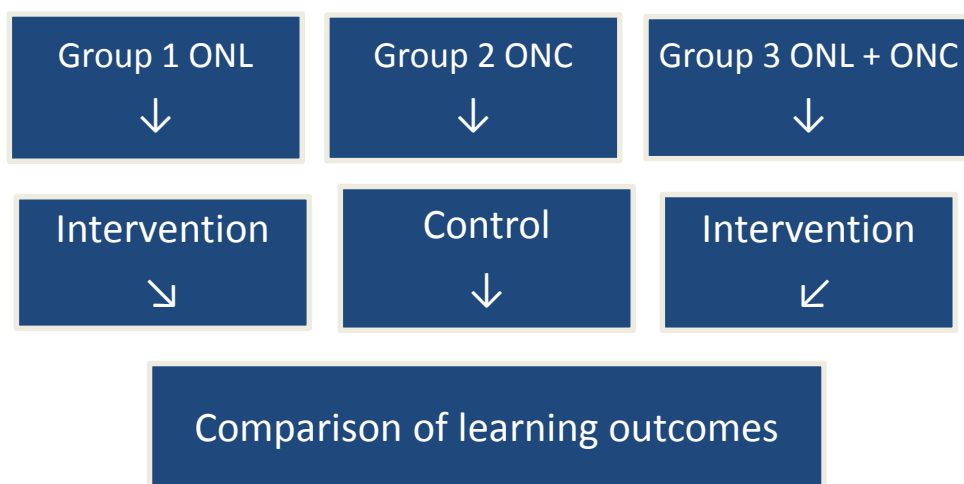 Group 1 ONL
↓
Group 2 ONC
↓
Group 3 ONL + ONC
↓
Intervention
↘
Control
↓
Intervention
↙
Comparison of learning outcomes